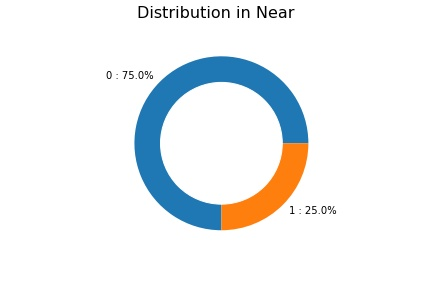 Distribution in Near
0 : 75.0%
1 : 25.0%